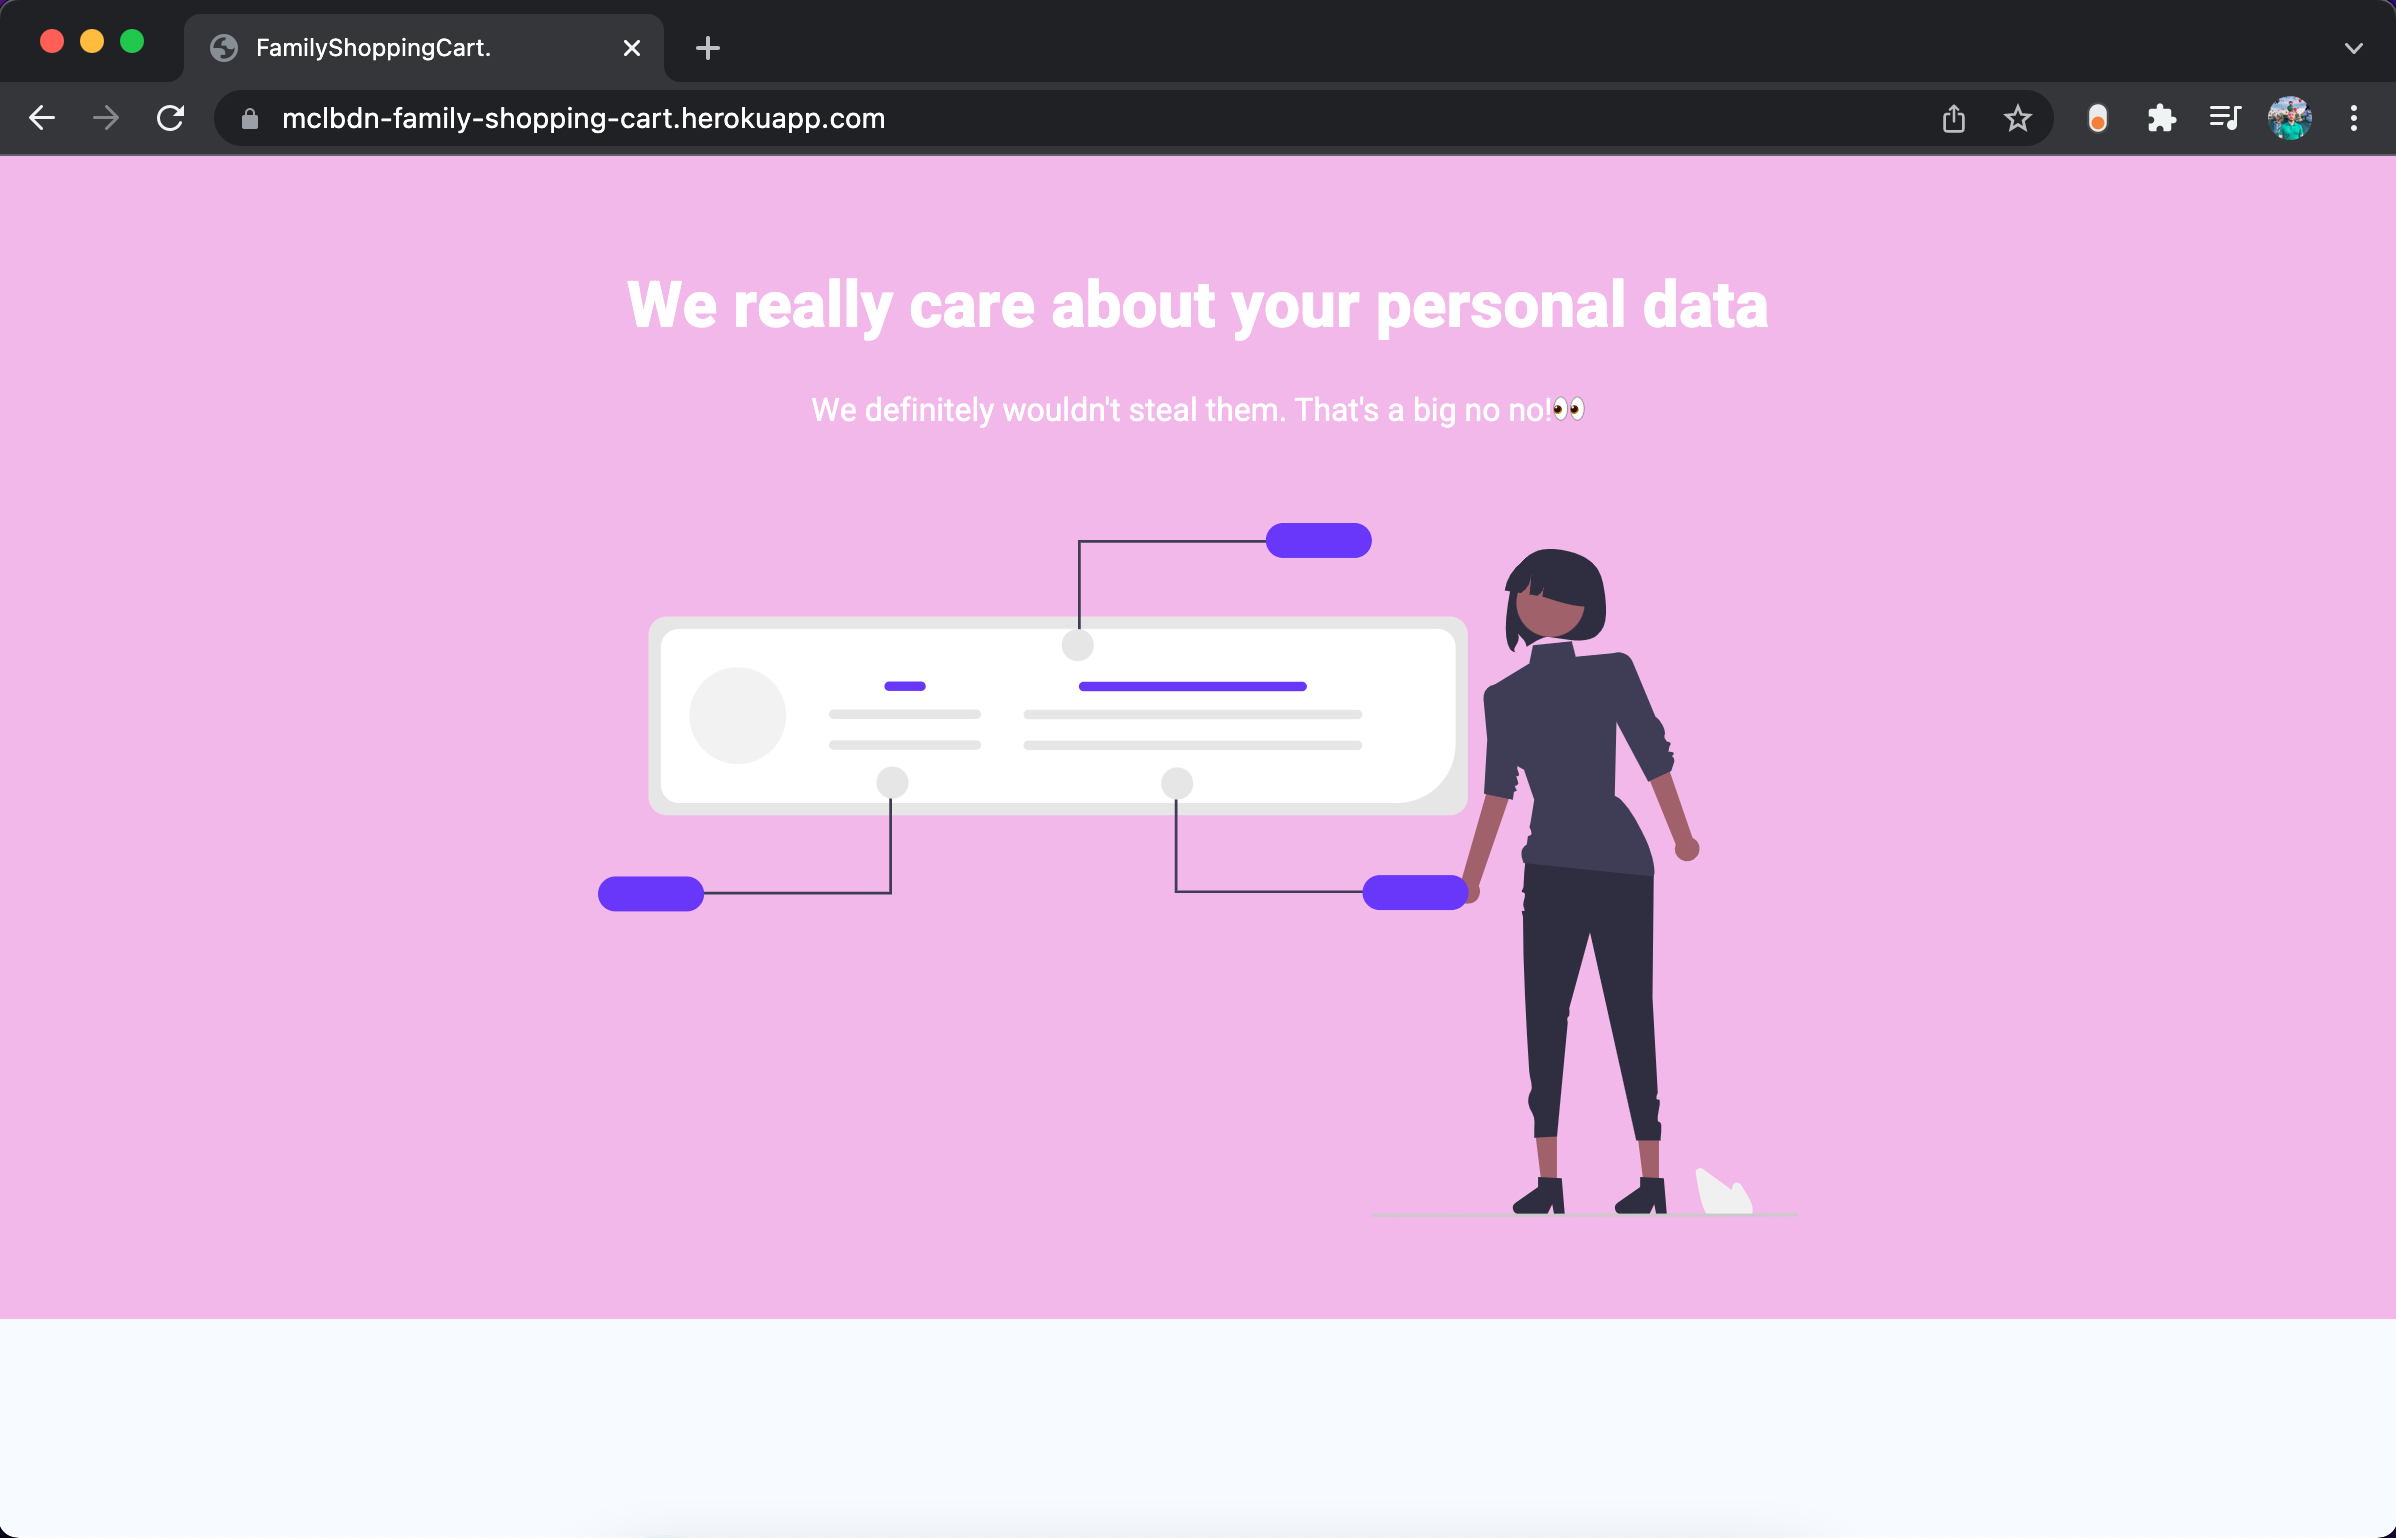 FamilyShoppingCart.
mclbdn-family-shopping-cart.herokuapp.com
We really care about your personal data
We definitely wouldn't steal them. That's a big no no!👀